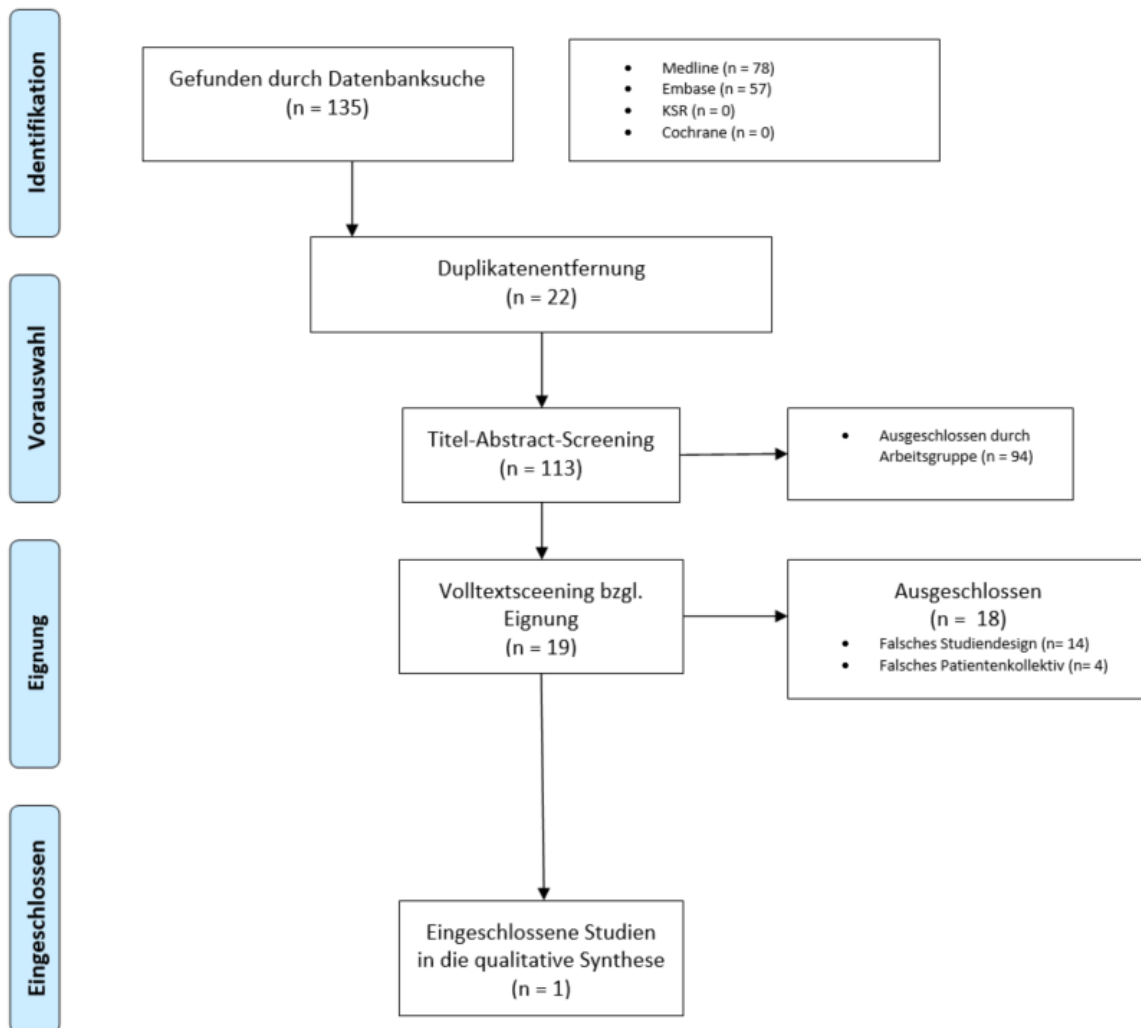 Identifikation
Gefunden durch Datenbanksuche
(n = 135)
• Medline (n = 78)
• Embase (n = 57)
• KSR (n = 0)
• Cochrane (n = 0)
Vorauswahl
Duplikatenentfernung
(n = 22)
Titel-Abstract-Screening
(n = 113)
• Ausgeschlossen durch
Arbeitsgruppe (n = 94)
Eignung
Volltextsceening bzgl.
Eignung
(n = 19)
Ausgeschlossen
(n =  18)
• Falsches Studiendesign (n= 14)
• Falsches Patientenkollektiv (n= 4)
Eingeschlossen
Eingeschlossene Studien
in die qualitative Synthese
(n = 1)